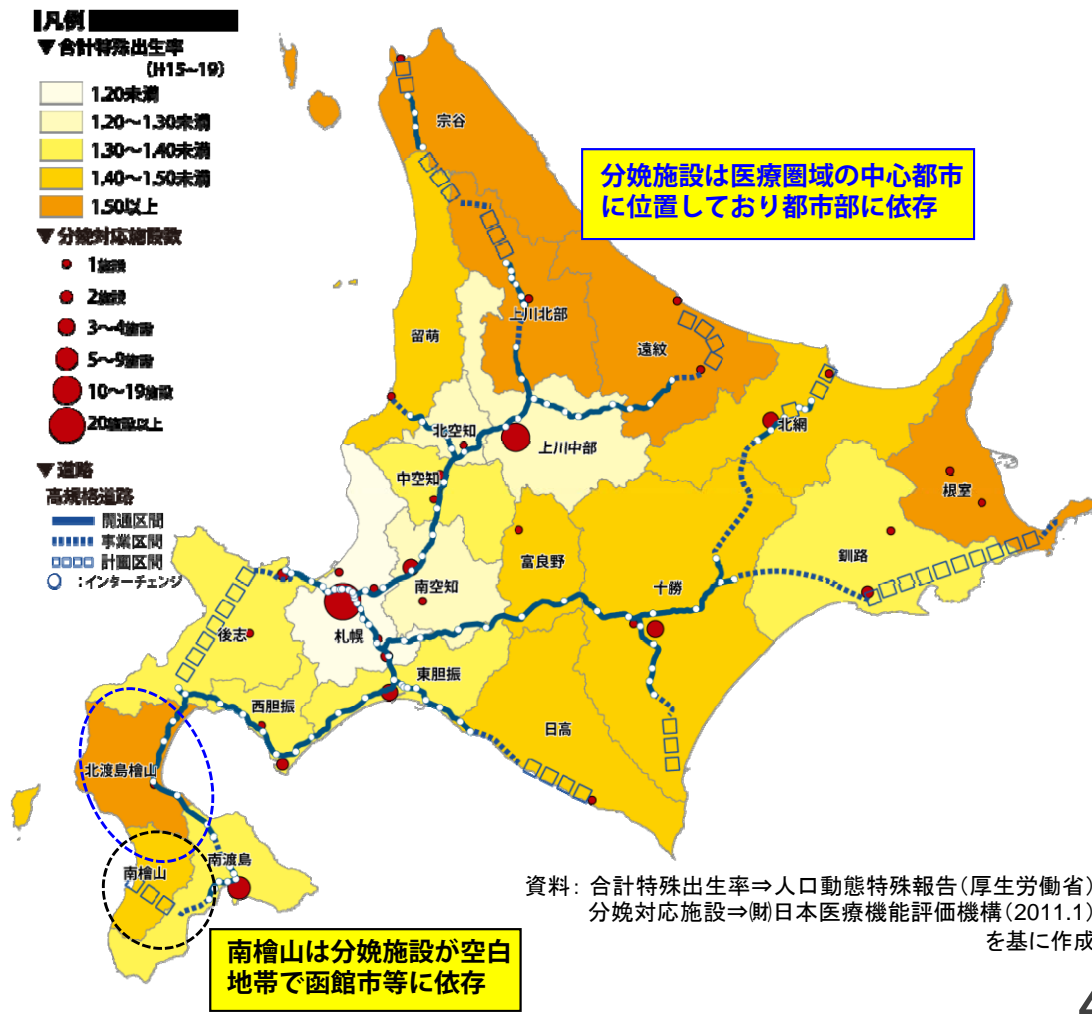 凡例
▼合計特殊出生率
(H15~19)
1.20未満
1.20~1.30未満
1.30~1.40未満
1.40~1.50未満
1.50以上
▼分娩対応施設数
1施設
2施設
3~4施設
5~9施設
10~19施設
20施設以上
▼道路
高規格道路
開通区間
事業区間
計画区間
:インターチェンジ
宗谷
分娩施設は医療圏域の中心都市
に位置しており都市部に依存
上川北部
留萌
遠紋
北空知
上川中部
北網
中空知
根室
富良野
釧路
南空知
十勝
札幌
後志
東胆振
西胆振
日高
北渡島檜山
南渡島
南檜山
資料:合計特殊出生率⇒人口動態特殊報告(厚生労働省)
分娩対応施設⇒㈶日本医療機能評価機構(2011.1)
を基に作成
南檜山は分娩施設が空白
地帯で函館市等に依存